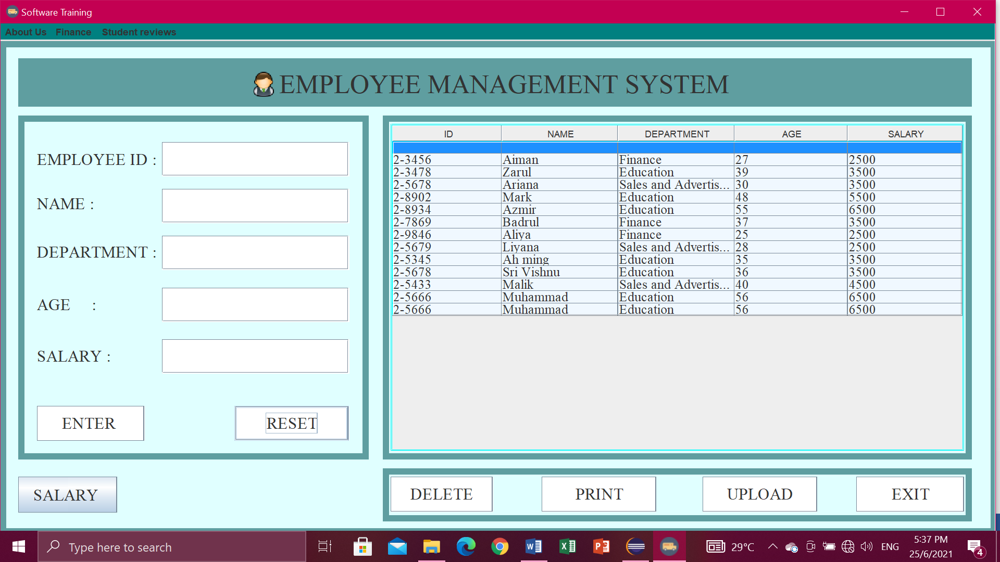 Software Training
About Us Finance Student reviews
EMPLOYEE MANAGEMENT SYSTEM
EMPLOYEE ID :
NAME :
DEPARTMENT :
AGE :
SALARY :
ENTER RESET
SALARY
ID NAME DEPARTMENT AGE SALARY
2-3456 Aiman Finance 27 2500
2-3478 Zarul Education 39 3500
2-5678 Ariana Sales and Advertis... 30 3500
2-8902 Mark Education 48 5500
2-8934 Azmir Education 55 6500
2-7869 Badrul Finance 37 3500
2-9846 Aliya Finance 25 2500
2-5679 Liyana Sales and Advertis... 28 2500
2-5345 Ah ming Education 35 3500
2-5678 Sri Vishnu Education 36 3500
2-5433 Malik Sales and Advertis... 40 4500
2-5666 Muhammad Education 56 6500
2-5666 Muhammad Education 56 6500
DELETE PRINT UPLOAD EXIT
Type here to search
29°C
ENG
5:37 PM
25/6/2021
4